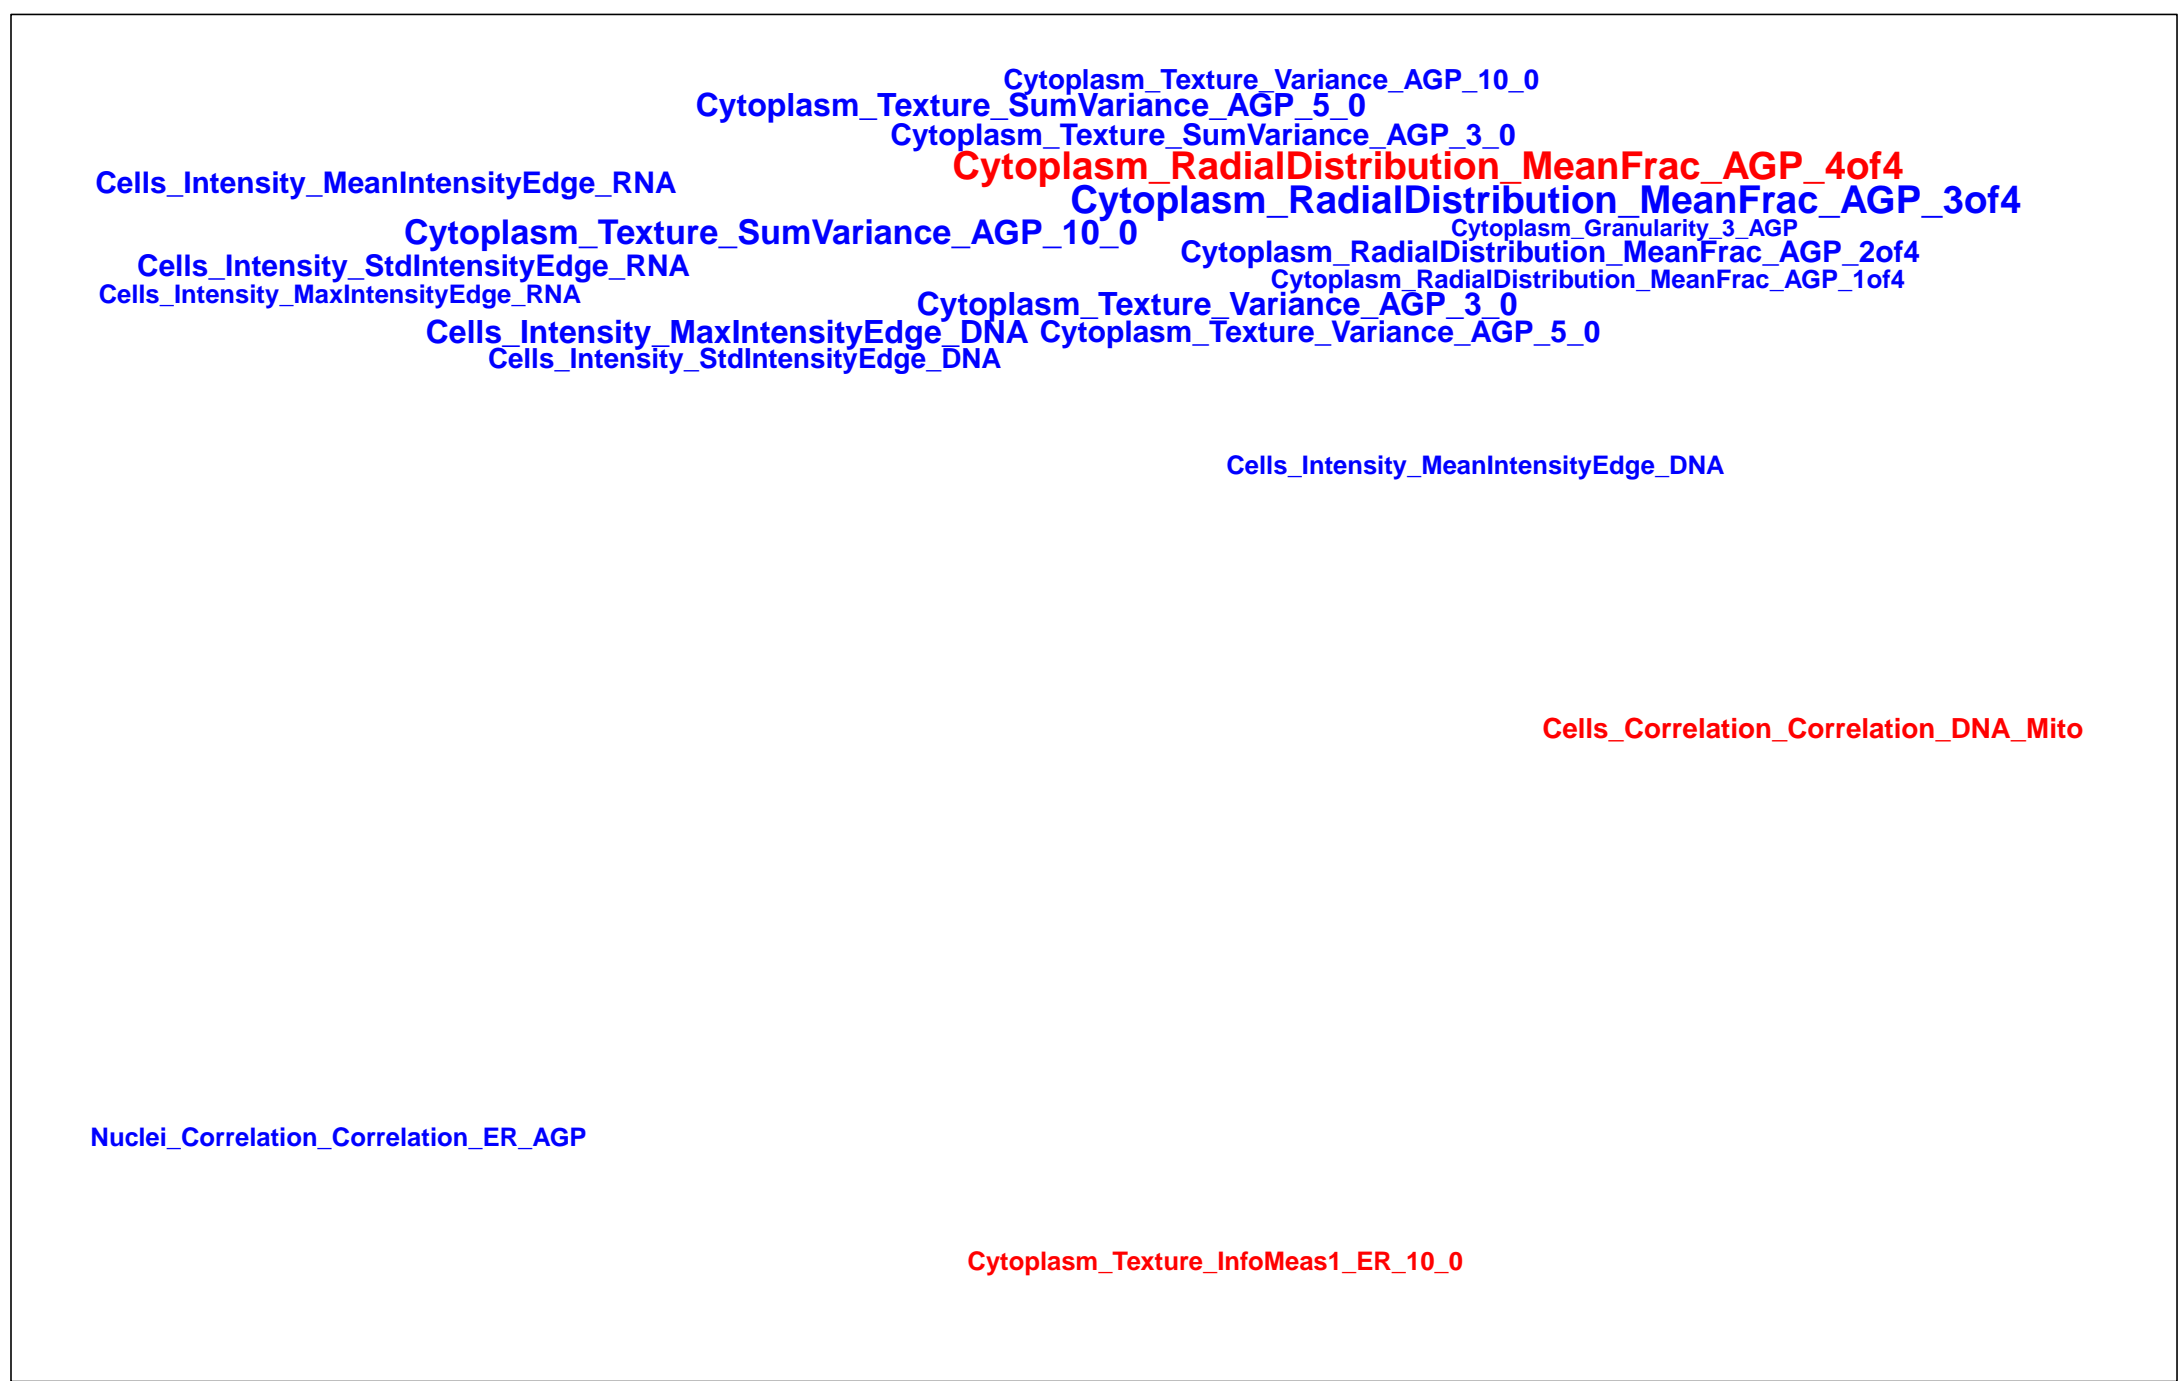 Cytoplasm_Texture_Variance_AGP_10_0
Cytoplasm_Texture_SumVariance_AGP_5_0
Cytoplasm_Texture_SumVariance_AGP_3_0
Cytoplasm_RadialDistribution_MeanFrac_AGP_4of4
Cells_Intensity_MeanIntensityEdge_RNA
Cytoplasm_RadialDistribution_MeanFrac_AGP_3of4
Cytoplasm_Granularity_3_AGP
Cytoplasm_Texture_SumVariance_AGP_10_0
Cytoplasm_RadialDistribution_MeanFrac_AGP_2of4
Cells_Intensity_StdIntensityEdge_RNA
Cytoplasm_RadialDistribution_MeanFrac_AGP_1of4
Cells_Intensity_MaxIntensityEdge_RNA
Cytoplasm_Texture_Variance_AGP_3_0
Cells_Intensity_MaxIntensityEdge_DNA
Cytoplasm_Texture_Variance_AGP_5_0
Cells_Intensity_StdIntensityEdge_DNA
Cells_Intensity_MeanIntensityEdge_DNA
Cells_Correlation_Correlation_DNA_Mito
Nuclei_Correlation_Correlation_ER_AGP
Cytoplasm_Texture_InfoMeas1_ER_10_0